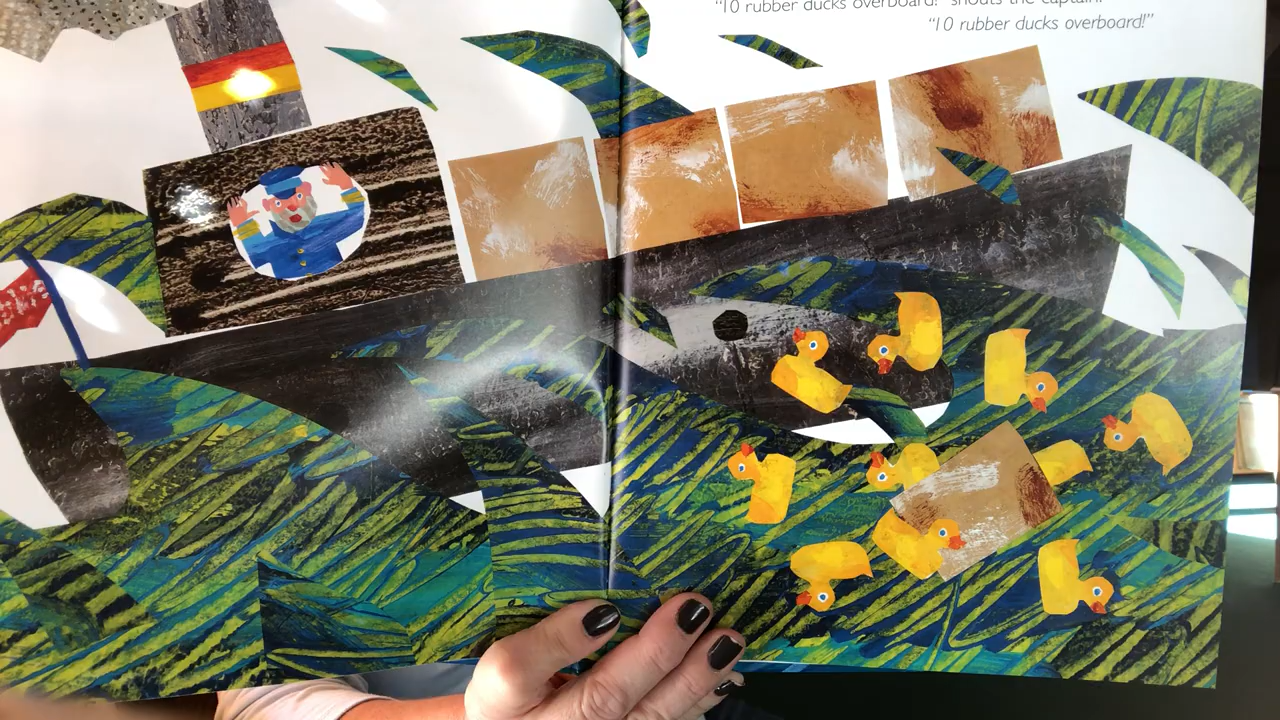 "10 rubber ducks overboard!" shouts the captain.
"10 rubber ducks overboard!"